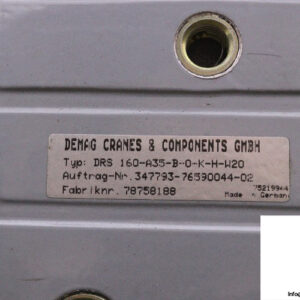 DEMAG CRANES & COMPONENTS GMBH
Typ: DRS 160-A35-B-0-K-H-W20
Auftrag-Nr. 347793-76590044-02
Fabriknr. 78758188
75219944
Made in Germany